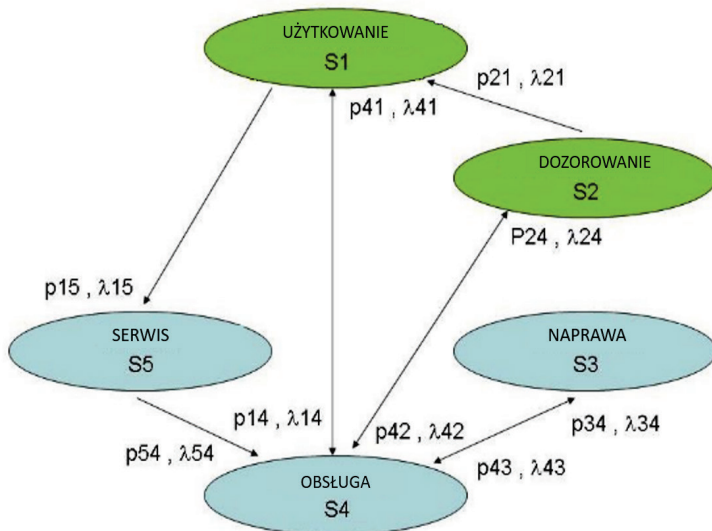 UŻYTKOWANIE
S1
p21 , λ21
p41 , λ41
DOZOROWANIE
S2
P24 , λ24
p15 , λ15
SERWIS
S5
NAPRAWA
S3
p14 , λ14
p42 , λ42
p34 , λ34
p54 , λ54
p43 , λ43
OBSŁUGA
S4